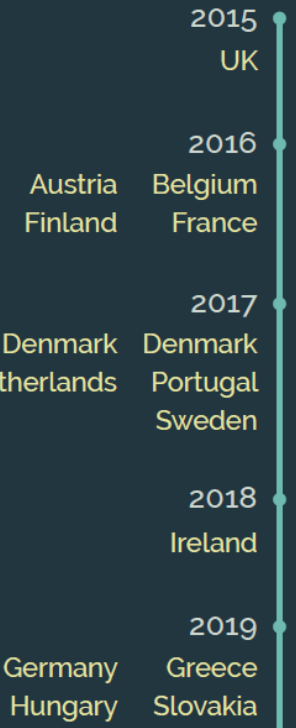 2015
UK
2016
Austria Belgium
Finland France
2017
Denmark Denmark
therlands Portugal
Sweden
2018
Ireland
2019
Germany Greece
Hungary Slovakia